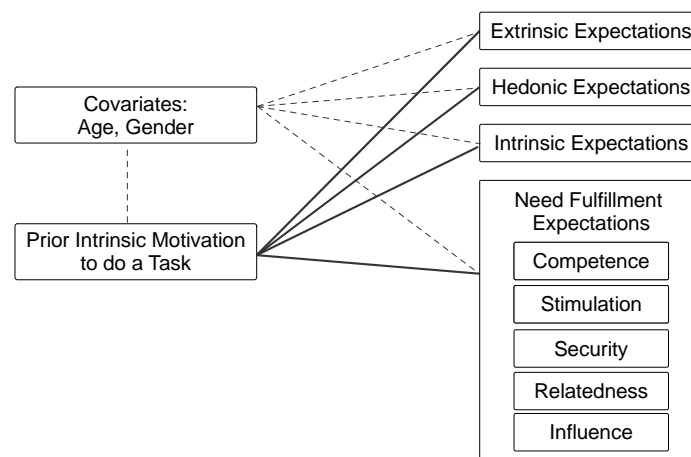 Extrinsic Expectations
Covariates:
Age, Gender
Hedonic Expectations
Intrinsic Expectations
Prior Intrinsic Motivation
to do a Task
Need Fulfillment
Expectations
Competence
Stimulation
Security
Relatedness
Influence